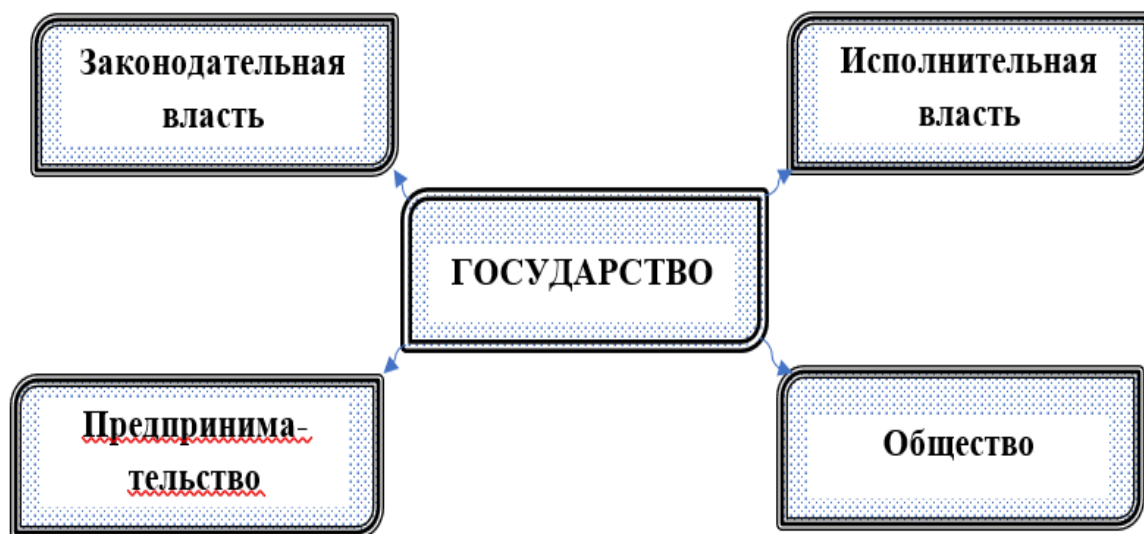 Законодательная
власть
Исполнительная
власть
ГОСУДАРСТВО
Предпринима-
тельство
Общество